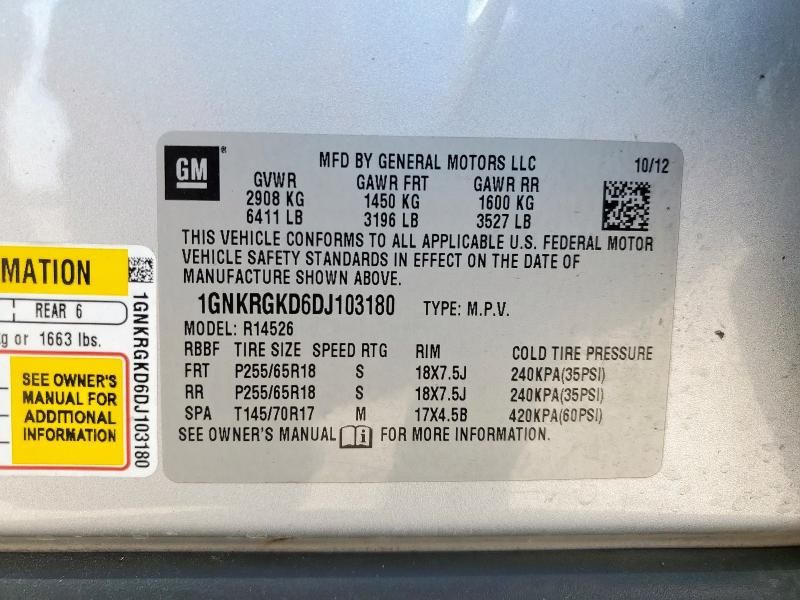 GM®
MFD BY GENERAL MOTORS LLC 10/12
GVWR GAWR FRT GAWR RR
2908 KG 1450 KG 1600 KG
6411 LB 3196 LB 3527 LB
THIS VEHICLE CONFORMS TO ALL APPLICABLE U.S. FEDERAL MOTOR
VEHICLE SAFETY STANDARDS IN EFFECT ON THE DATE OF
MANUFACTURE SHOWN ABOVE.
1GNKRGKD6DJ103180 TYPE: M.P.V.
MODEL: R14526
RBBF TIRE SIZE SPEED RTG RIM COLD TIRE PRESSURE
FRT P255/65R18 S 18X7.5J 240KPA(35PSI)
RR P255/65R18 S 18X7.5J 240KPA(35PSI)
SPA T145/70R17 M 17X4.5B 420KPA(60PSI)
SEE OWNER'S MANUAL i FOR MORE INFORMATION.
MATION
REAR 6
g or 1663 lbs.
SEE OWNER'S
MANUAL FOR
ADDITIONAL
INFORMATION
1GNKRGKD6DJ103180